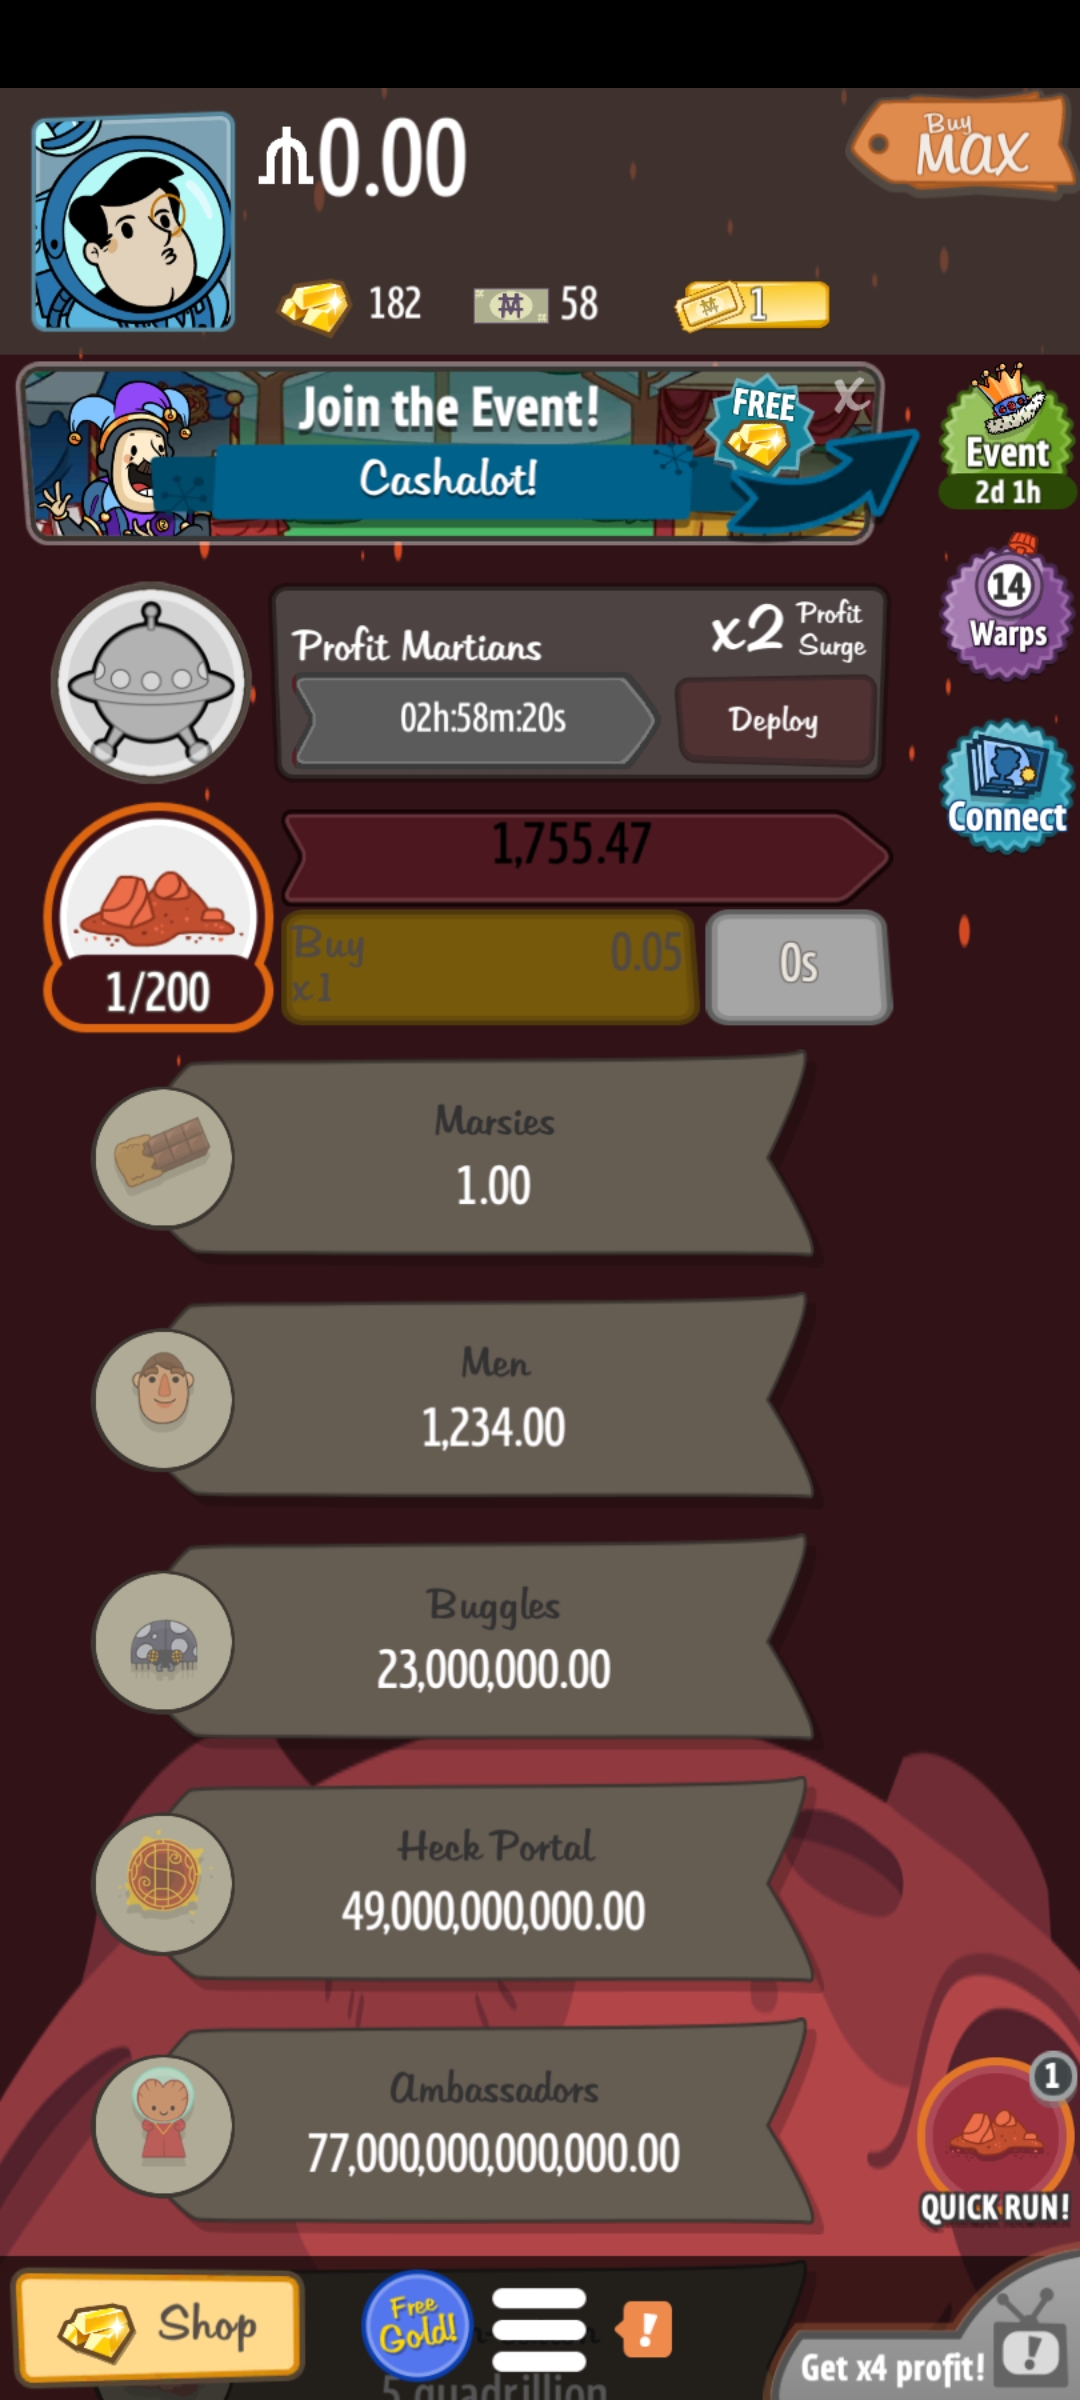 0.00
Buy
MAX
182
58
1
Join the Event!
FREE
X
Cashalot!
Event
2d 1h
14
Warps
Profit Martians
x2 Profit
Surge
02h:58m:20s
Deploy
Connect
1,755.47
Buy
x1
0.05
0s
1/200
Marsies
1.00
Men
1,234.00
Buggles
23,000,000.00
Heck Portal
49,000,000,000.00
Ambassadors
77,000,000,000,000.00
1
QUICK RUN!
Shop
Free
Gold!
!
Get x4 profit!
!
5 quadrillion